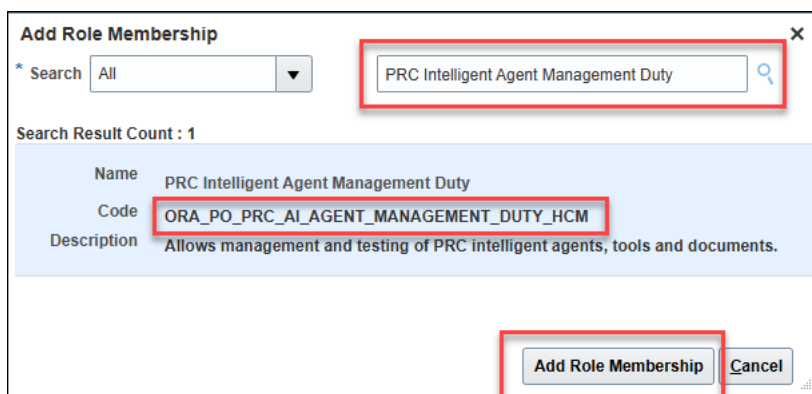 Add Role Membership
* Search All PRC Intelligent Agent Management Duty
Search Result Count : 1
Name PRC Intelligent Agent Management Duty
Code ORA_PO_PRC_AI_AGENT_MANAGEMENT_DUTY_HCM
Description Allows management and testing of PRC intelligent agents, tools and documents.
Add Role Membership Cancel